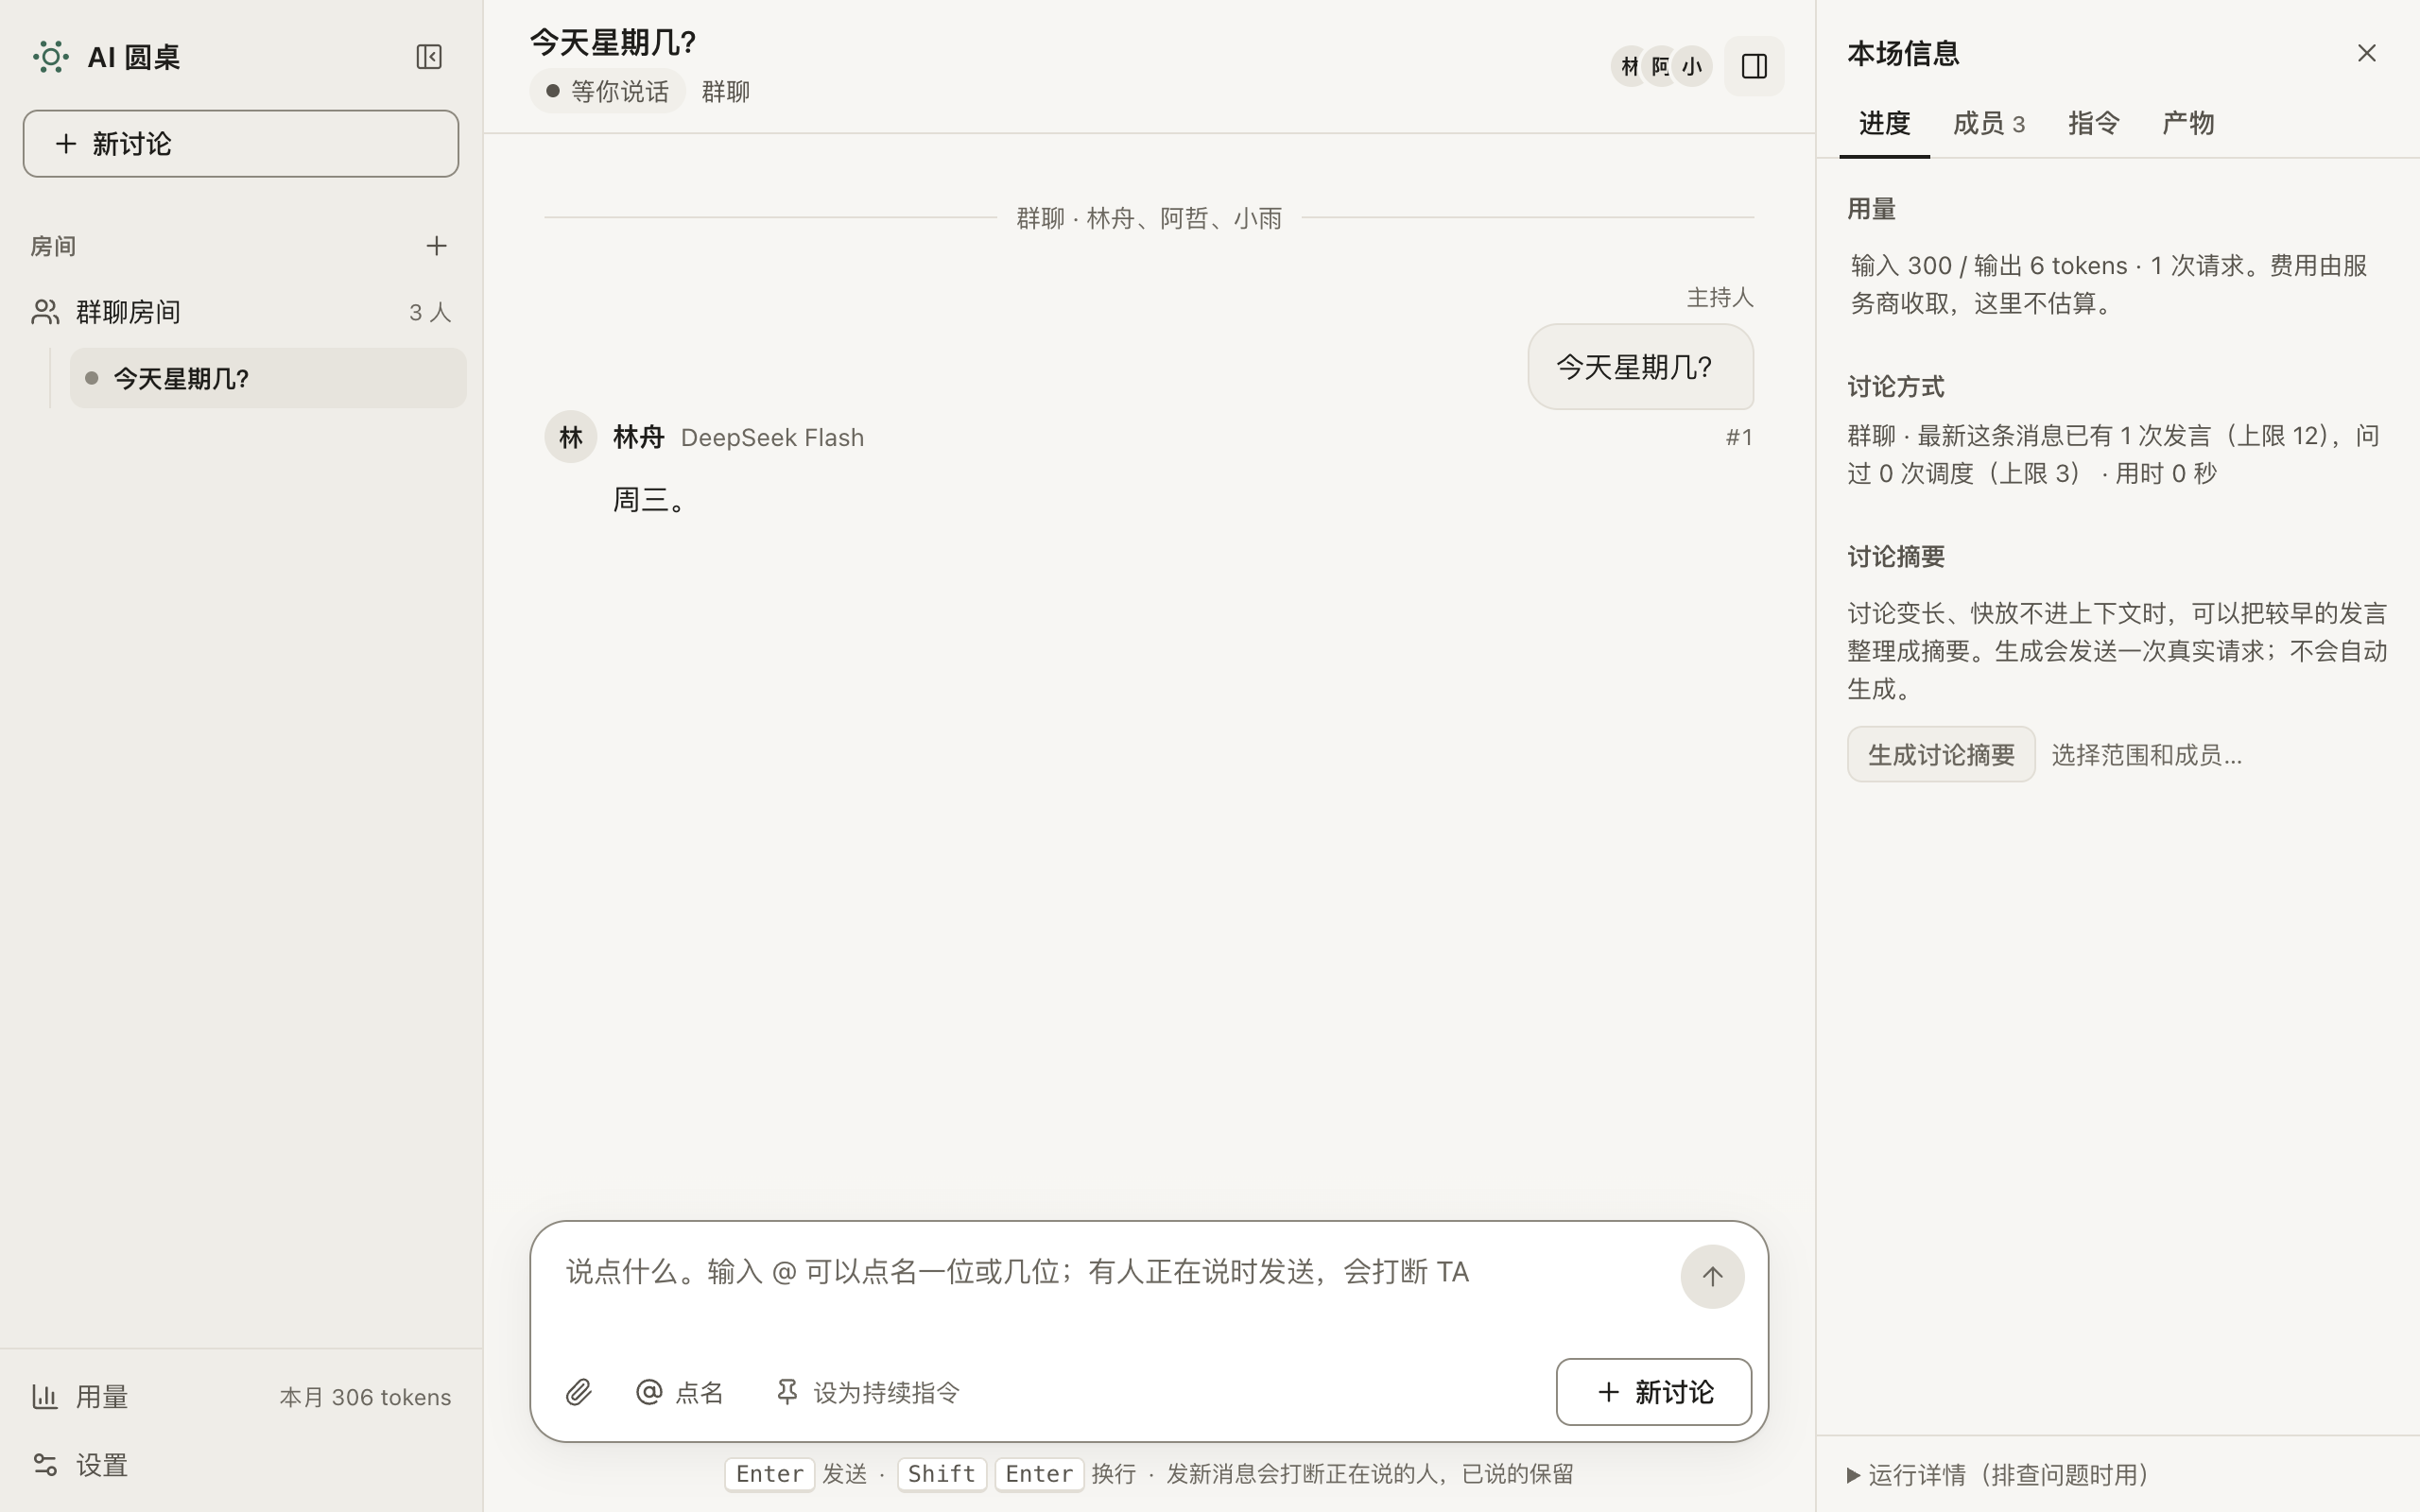 AI 圆桌
新讨论
房间
群聊房间 3 人
今天星期几?
用量 本月 306 tokens
设置
今天星期几?
等你说话 群聊
林 阿 小
群聊 · 林舟、阿哲、小雨
主持人
今天星期几?
林 林舟 DeepSeek Flash #1
周三。
说点什么。输入 @ 可以点名一位或几位；有人正在说时发送，会打断 TA
点名 设为持续指令 新讨论
Enter 发送 · Shift Enter 换行 · 发新消息会打断正在说的人，已说的保留
本场信息
进度 成员 3 指令 产物
用量
输入 300 / 输出 6 tokens · 1 次请求。费用由服
务商收取，这里不估算。
讨论方式
群聊 · 最新这条消息已有 1 次发言（上限 12），问
过 0 次调度（上限 3） · 用时 0 秒
讨论摘要
讨论变长、快放不进上下文时，可以把较早的发言
整理成摘要。生成会发送一次真实请求；不会自动
生成。
生成讨论摘要 选择范围和成员...
运行详情（排查问题时用）